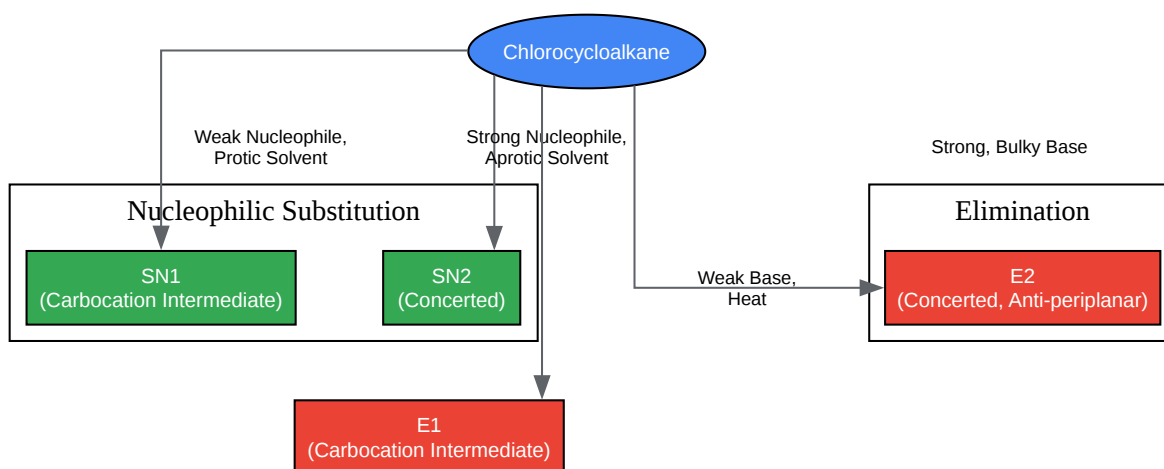 Chlorocycloalkane
Weak Nucleophile,
Protic Solvent
Strong Nucleophile,
Aprotic Solvent
Strong, Bulky Base
Nucleophilic Substitution
Elimination
SN1
(Carbocation Intermediate)
SN2
(Concerted)
Weak Base,
Heat
E2
(Concerted, Anti-periplanar)
E1
(Carbocation Intermediate)